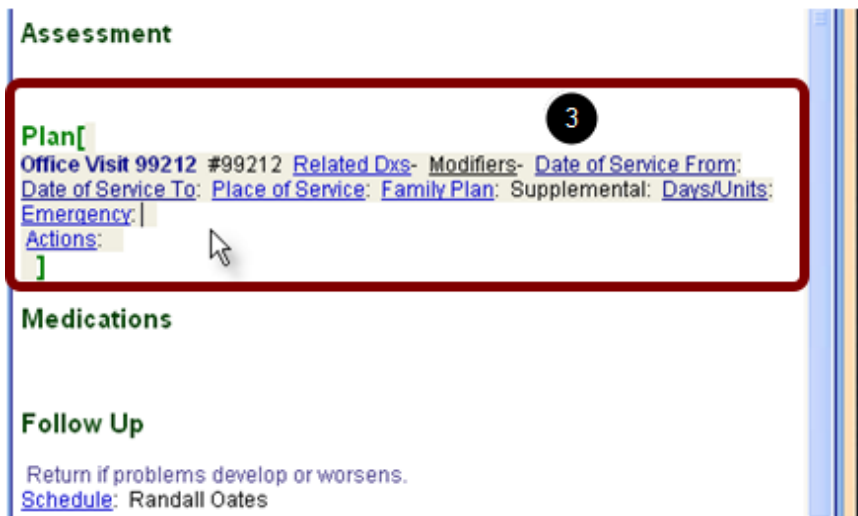 Assessment
3
Plan[
Office Visit 99212 #99212 Related Dxs- Modifiers- Date of Service From:
Date of Service To: Place of Service: Family Plan: Supplemental: Days/Units:
Emergency:
Actions:
]
Medications
Follow Up
Return if problems develop or worsens.
Schedule: Randall Oates